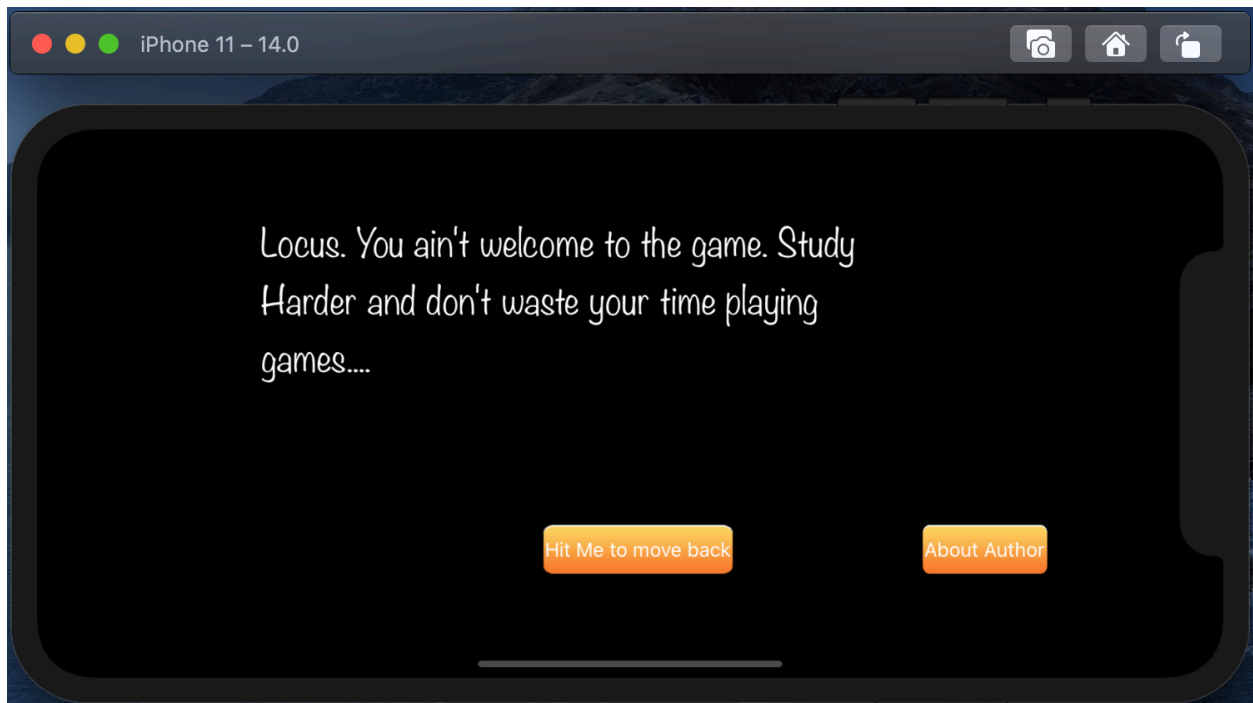 iPhone 11 – 14.0
Locus. You ain't welcome to the game. Study
Harder and don't waste your time playing
games....
Hit Me to move back
About Author